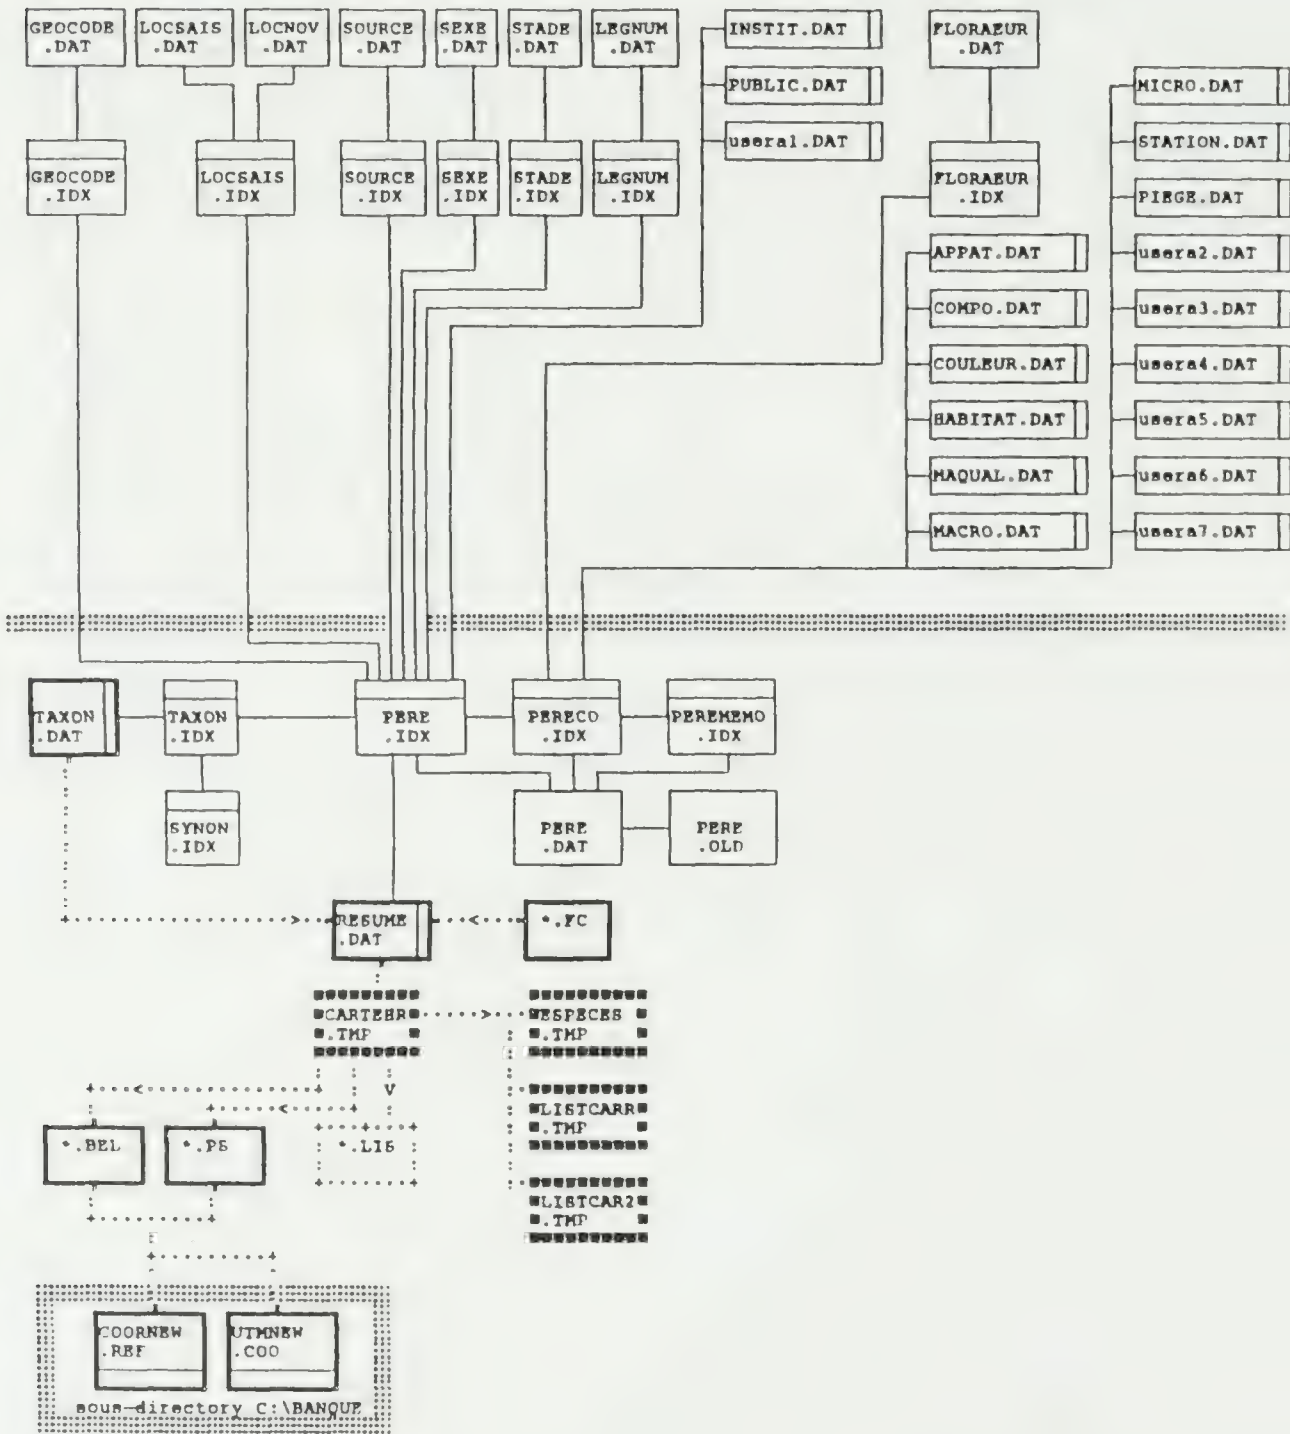 GEOCODE
.DAT
LOCSAIS
.DAT
LOCNOV
.DAT
SOURCE
.DAT
SEXE
.DAT
STADE
.DAT
LEGNUM
.DAT
INSTIT.DAT
PUBLIC.DAT
usera1.DAT
FLORAEUR
.DAT
GEOCODE
.IDX
LOCSAIS
.IDX
SOURCE
.IDX
SEXE
.IDX
STADE
.IDX
LEGNUM
.IDX
FLORAEUR
.IDX
APPAT.DAT
COMPO.DAT
COULEUR.DAT
HABITAT.DAT
MAQUAL.DAT
MACRO.DAT
MICRO.DAT
STATION.DAT
PIEGE.DAT
usera2.DAT
usera3.DAT
usera4.DAT
usera5.DAT
usera6.DAT
usera7.DAT
TAXON
.DAT
TAXON
.IDX
PERE
.IDX
PERECO
.IDX
PEREMEMO
.IDX
SYNON
.IDX
PERE
.DAT
PERE
.OLD
RESUME
.DAT
*.FC
CARTEHR
.TMP
ESPECES
.TMP
LISTCARR
.TMP
LISTCAR2
.TMP
*.BEL
*.PS
*.LIS
COORNEW
.REF
UTMNEW
.COO
sous-directory C:\BANQUE